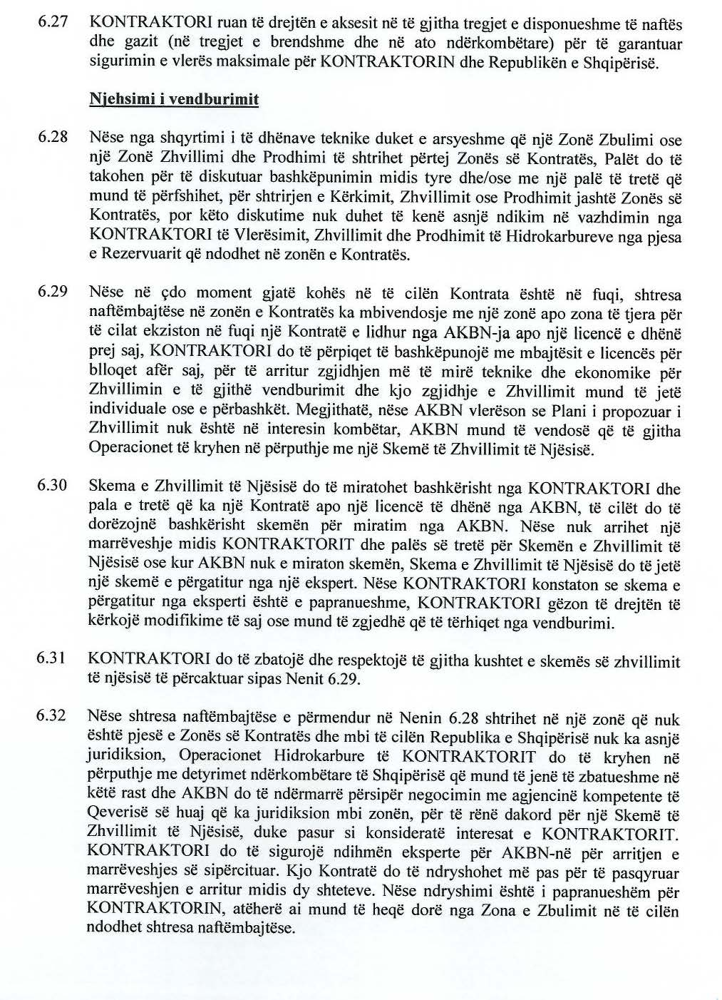 6.27 KONTRAKTORI ruan të drejtën e aksesit në të gjitha tregjet e disponueshme të naftës
dhe gazit (në tregjet e brendshme dhe në ato ndërkombëtare) për të garantuar
sigurimin e vlerës maksimale për KONTRAKTORIN dhe Republikën e Shqipërisë.
Njehsimi i vendburimit
6.28 Nëse nga shqyrtimi i të dhënave teknike duket e arsyeshme që një Zonë Zbulimi ose
një Zonë Zhvillimi dhe Prodhimi të shtrihet përtej Zonës së Kontratës, Palët do të
takohen për të diskutuar bashkëpunimin midis tyre dhe/ose me një palë të tretë që
mund të përfshihet, për shtrirjen e Kërkimit, Zhvillimit ose Prodhimit jashtë Zonës së
Kontratës, por këto diskutime nuk duhet të kenë asnjë ndikim në vazhdimin nga
KONTRAKTORI të Vlerësimit, Zhvillimit dhe Prodhimit të Hidrokarbureve nga pjesa
e Rezervuarit që ndodhet në zonën e Kontratës.
6.29 Nëse në çdo moment gjatë kohës në të cilën Kontrata është në fuqi, shtresa
naftëmbajtëse në zonën e Kontratës ka mbivendosje me një zonë apo zona të tjera për
të cilat ekziston në fuqi një Kontratë e lidhur nga AKBN-ja apo një licencë e dhënë
prej saj, KONTRAKTORI do të përpiqet të bashkëpunojë me mbajtësit e licencës për
blloqet afër saj, për të arritur zgjidhjen më të mirë teknike dhe ekonomike për
Zhvillimin e të gjithë vendburimit dhe kjo zgjidhje e Zhvillimit mund të jetë
individuale ose e përbashkët. Megjithatë, nëse AKBN vlerëson se Plani i propozuar i
Zhvillimit nuk është në interesin kombëtar, AKBN mund të vendosë që të gjitha
Operacionet të kryhen në përputhje me një Skemë të Zhvillimit të Njësisë.
6.30 Skema e Zhvillimit të Njësisë do të miratohet bashkërisht nga KONTRAKTORI dhe
pala e tretë që ka një Kontratë apo një licencë të dhënë nga AKBN, të cilët do të
dorëzojnë bashkërisht skemën për miratim nga AKBN. Nëse nuk arrihet një
marrëveshje midis KONTRAKTORIT dhe palës së tretë për Skemën e Zhvillimit të
Njësisë ose kur AKBN nuk e miraton skemën, Skema e Zhvillimit të Njësisë do të jetë
një skemë e përgatitur nga një ekspert. Nëse KONTRAKTORI konstaton se skema e
përgatitur nga eksperti është e papranueshme, KONTRAKTORI gëzon të drejtën të
kërkojë modifikime të saj ose mund të zgjedhë që të tërhiqet nga vendburimi.
6.31 KONTRAKTORI do të zbatojë dhe respektojë të gjitha kushtet e skemës së zhvillimit
të njësisë të përcaktuar sipas Nenit 6.29.
6.32 Nëse shtresa naftëmbajtëse e përmendur në Nenin 6.28 shtrihet në një zonë që nuk
është pjesë e Zonës së Kontratës dhe mbi të cilën Republika e Shqipërisë nuk ka asnjë
juridiksion, Operacionet Hidrokarbure të KONTRAKTORIT do të kryhen në
përputhje me detyrimet ndërkombëtare të Shqipërisë që mund të jenë të zbatueshme në
këtë rast dhe AKBN do të ndërmarrë përsipër negocimin me agjencinë kompetente të
Qeverisë së huaj që ka juridiksion mbi zonën, për të rënë dakord për një Skemë të
Zhvillimit të Njësisë, duke pasur si konsideratë interesat e KONTRAKTORIT.
KONTRAKTORI do të sigurojë ndihmën eksperte për AKBN-në për arritjen e
marrëveshjes së sipërcituar. Kjo Kontratë do të ndryshohet më pas për të pasqyruar
marrëveshjen e arritur midis dy shteteve. Nëse ndryshimi është i papranueshëm për
KONTRAKTORIN, atëherë ai mund të heqë dorë nga Zona e Zbulimit në të cilën
ndodhet shtresa naftëmbajtëse.